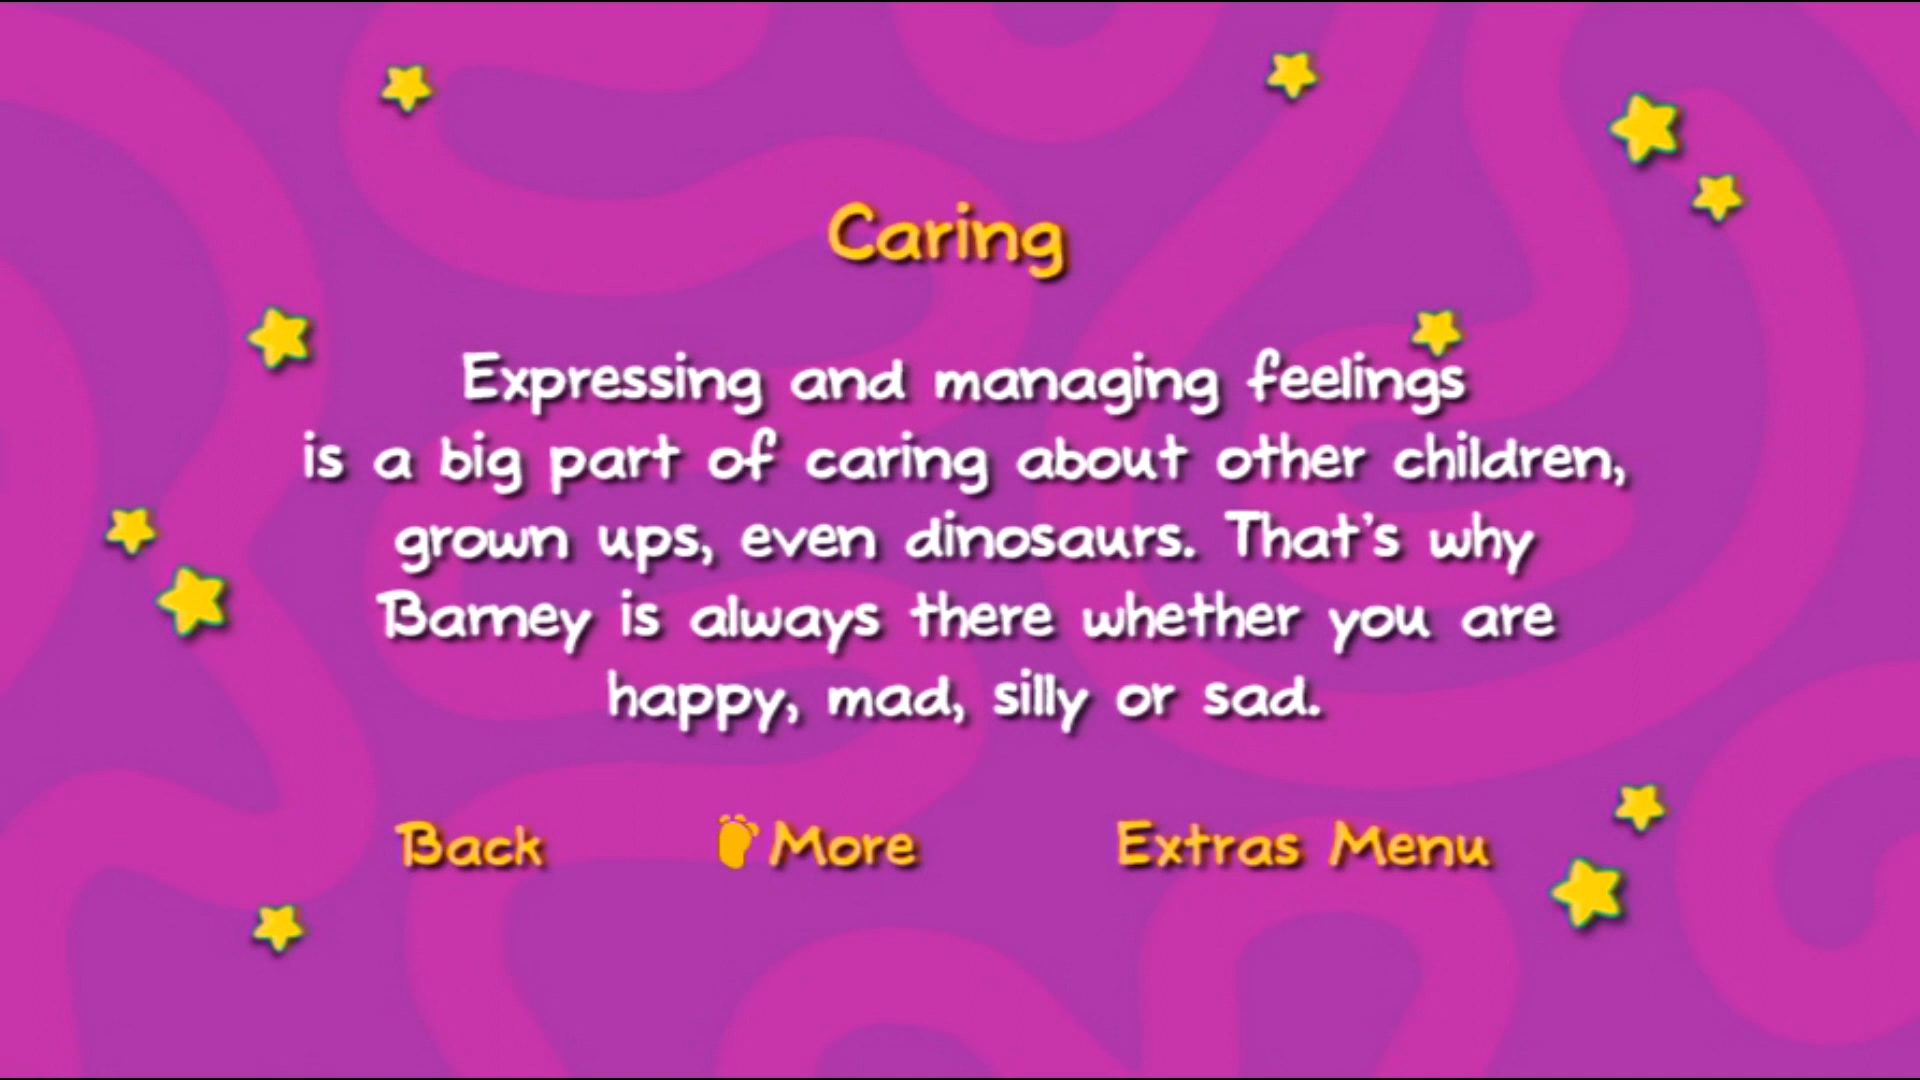 Caring
Expressing and managing feelings
is a big part of caring about other children,
grown ups, even dinosaurs. That's why
Barney is always there whether you are
happy, mad, silly or sad.
Back
More
Extras Menu